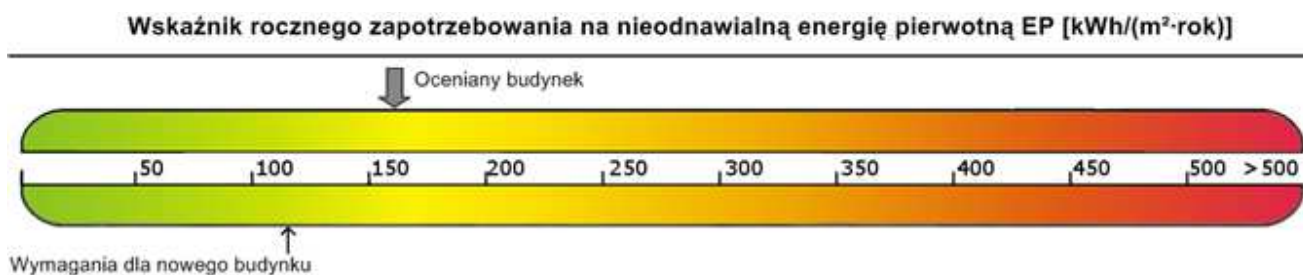 Wskaźnik rocznego zapotrzebowania na nieodnawialną energię pierwotną EP [kWh/(m²·rok)]
Oceniany budynek
50 100 150 200 250 300 350 400 450 500 >500
Wymagania dla nowego budynku